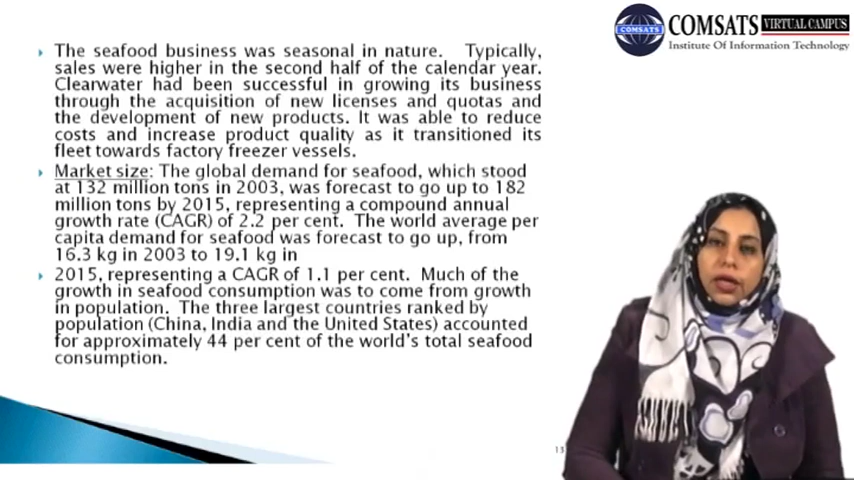 COMSATS VIRTUAL CAMPUS
Institute Of Information Technology
The seafood business was seasonal in nature. Typically,
sales were higher in the second half of the calendar year.
Clearwater had been successful in growing its business
through the acquisition of new licenses and quotas and
the development of new products. It was able to reduce
costs and increase product quality as it transitioned its
fleet towards factory freezer vessels.
Market size: The global demand for seafood, which stood
at 132 million tons in 2003, was forecast to go up to 182
million tons by 2015, representing a compound annual
growth rate (CAGR) of 2.2 per cent. The world average per
capita demand for seafood was forecast to go up, from
16.3 kg in 2003 to 19.1 kg in
2015, representing a CAGR of 1.1 per cent. Much of the
growth in seafood consumption was to come from growth
in population. The three largest countries ranked by
population (China, India and the United States) accounted
for approximately 44 per cent of the world's total seafood
consumption.
13